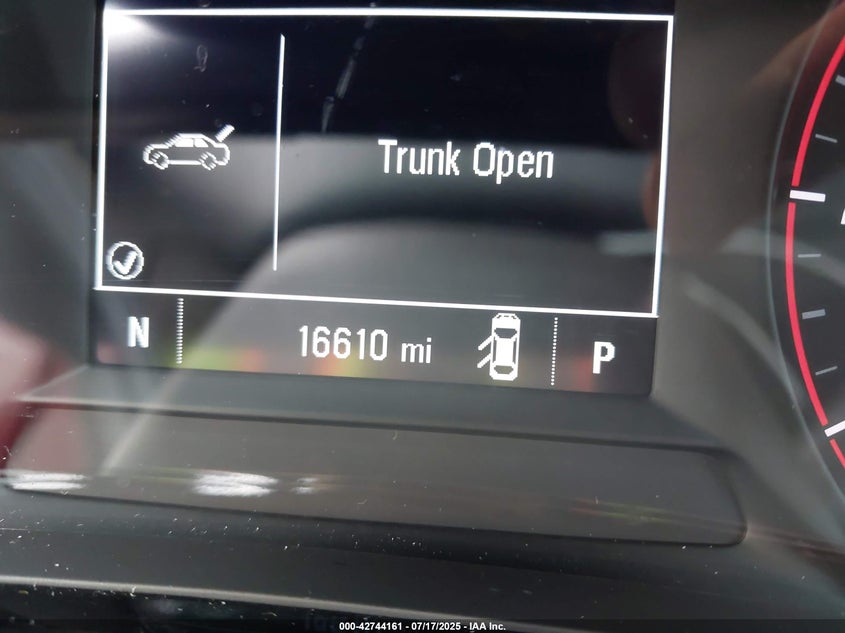 Trunk Open
N 16610 mi P
000-42744161 - 07/17/2025 - IAA Inc.